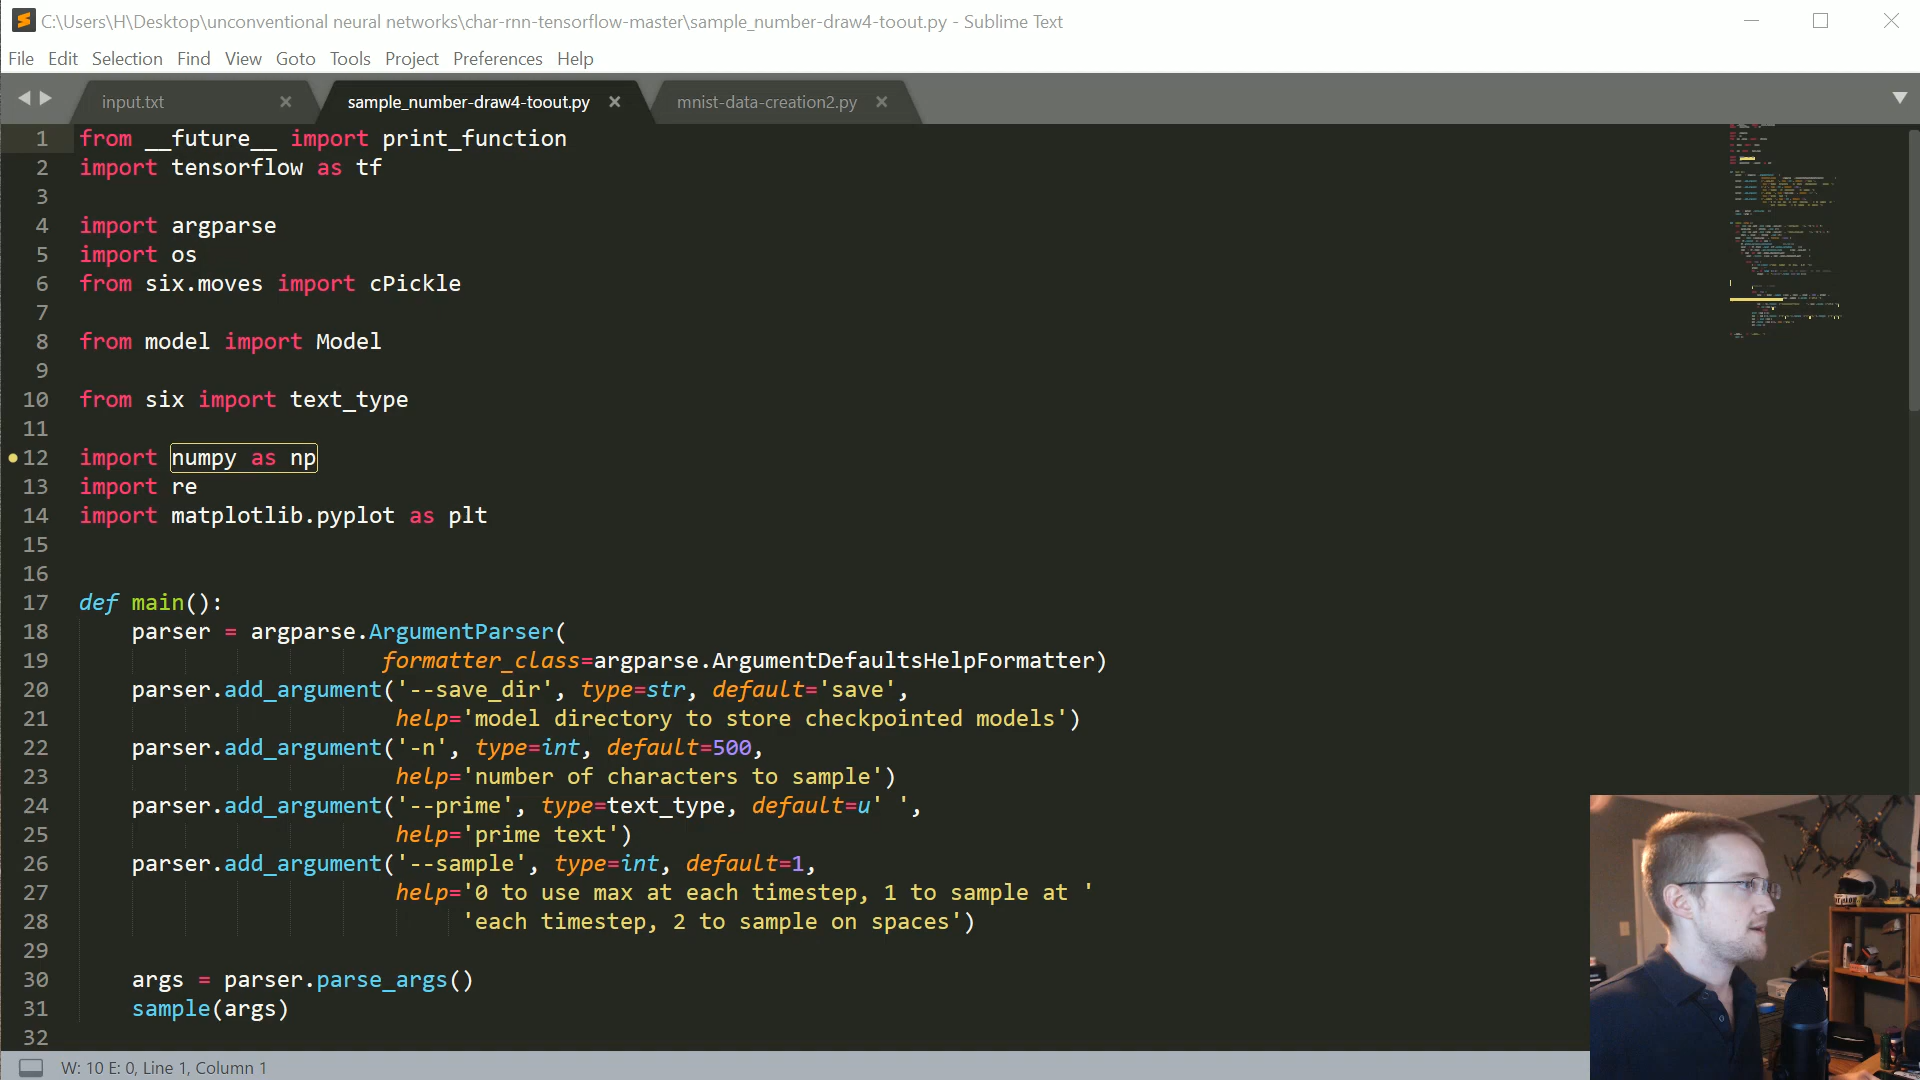 C:\Users\H\Desktop\unconventional neural networks\char-rnn-tensorflow-master\sample_number-draw4-toout.py - Sublime Text
File Edit Selection Find View Goto Tools Project Preferences Help
input.txt sample_number-draw4-toout.py mnist-data-creation2.py
1 from __future__ import print_function
2 import tensorflow as tf
3
4 import argparse
5 import os
6 from six.moves import cPickle
7
8 from model import Model
9
10 from six import text_type
11
12 import numpy as np
13 import re
14 import matplotlib.pyplot as plt
15
16
17 def main():
18 parser = argparse.ArgumentParser(
19 formatter_class=argparse.ArgumentDefaultsHelpFormatter)
20 parser.add_argument('--save_dir', type=str, default='save',
21 help='model directory to store checkpointed models')
22 parser.add_argument('-n', type=int, default=500,
23 help='number of characters to sample')
24 parser.add_argument('--prime', type=text_type, default=u' ',
25 help='prime text')
26 parser.add_argument('--sample', type=int, default=1,
27 help='0 to use max at each timestep, 1 to sample at '
28 'each timestep, 2 to sample on spaces')
29
30 args = parser.parse_args()
31 sample(args)
32
W: 10 E: 0, Line 1, Column 1